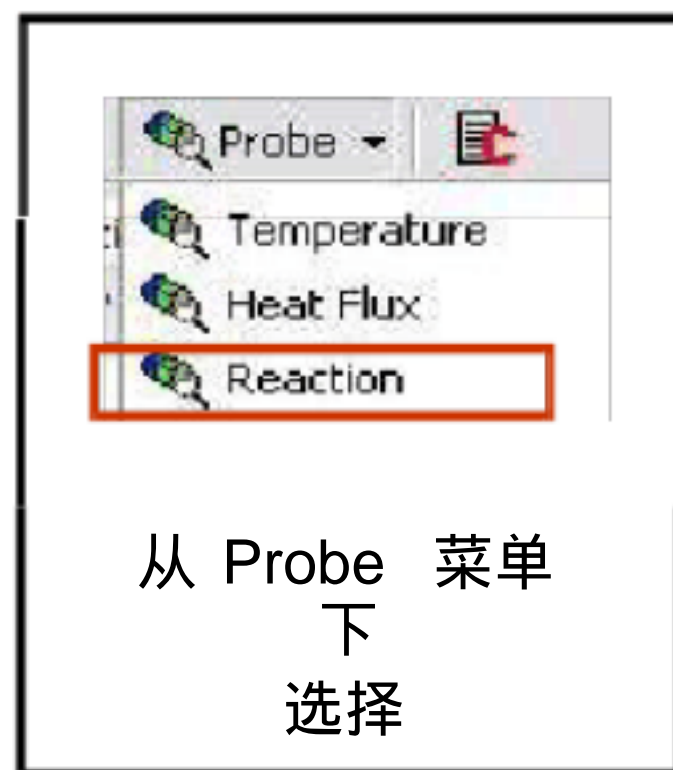 Probe
Temperature
Heat Flux
Reaction
从 Probe 菜单
下
选择